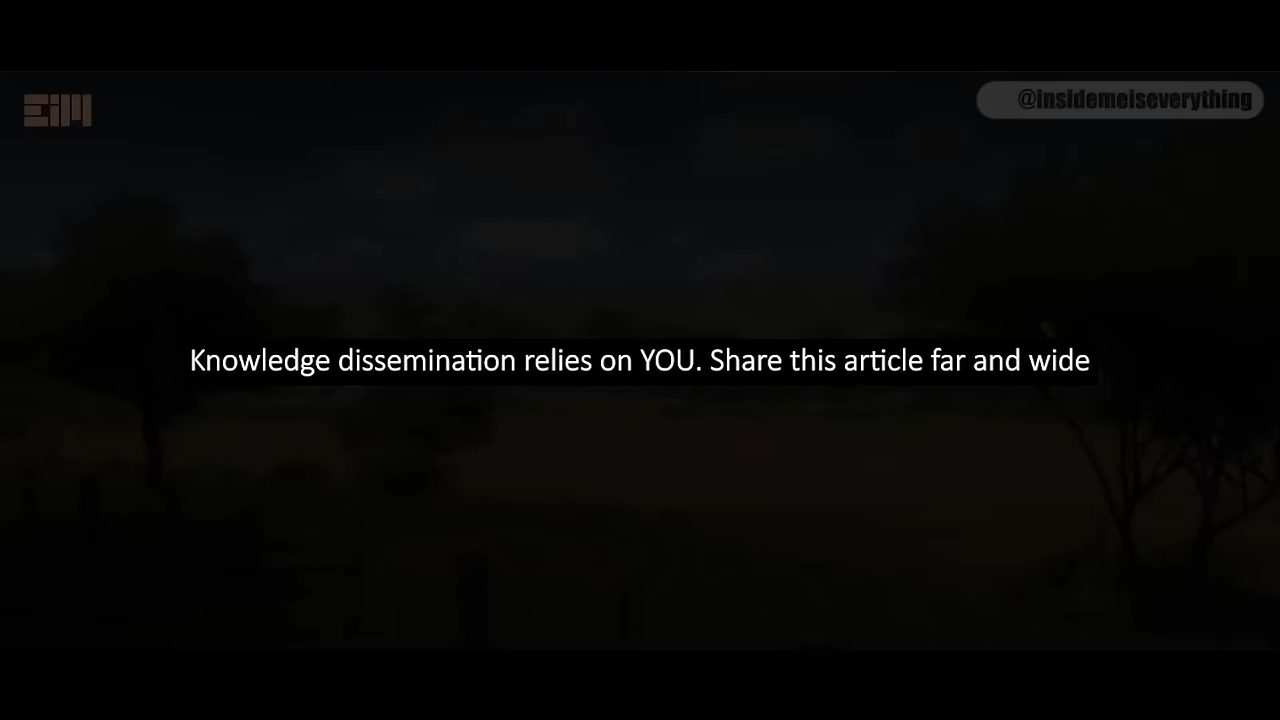 @insidemeiseverything
Knowledge dissemination relies on YOU. Share this article far and wide